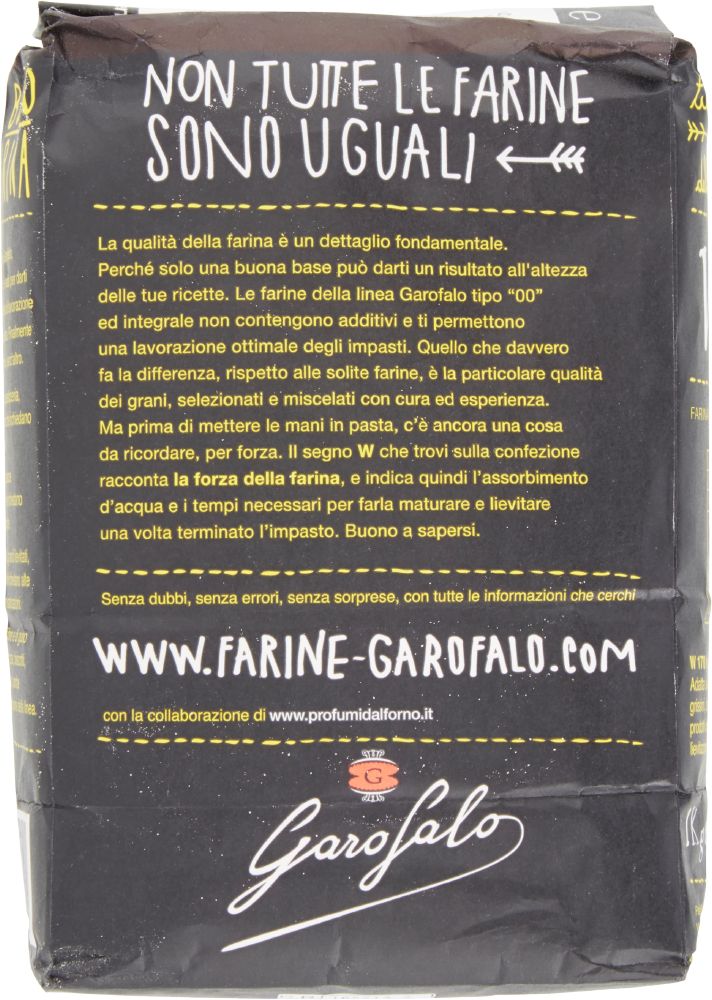 NON TUTTE LE FARINE
SONO UGUALI
La qualità della farina è un dettaglio fondamentale.
Perché solo una buona base può darti un risultato all'altezza
delle tue ricette. Le farine della linea Garofalo tipo “00”
ed integrale non contengono additivi e ti permettono
una lavorazione ottimale degli impasti. Quello che davvero
fa la differenza, rispetto alle solite farine, è la particolare qualità
dei grani, selezionati e miscelati con cura ed esperienza.
Ma prima di mettere le mani in pasta, c’è ancora una cosa
da ricordare, per forza. Il segno W che trovi sulla confezione
racconta la forza della farina, e indica quindi l’assorbimento
d’acqua e i tempi necessari per farla maturare e lievitare
una volta terminato l’impasto. Buono a sapersi.
Senza dubbi, senza errori, senza sorprese, con tutte le informazioni che cerchi
WWW.FARINE-GAROFALO.COM
con la collaborazione di www.profumidalforno.it
G
Garofalo